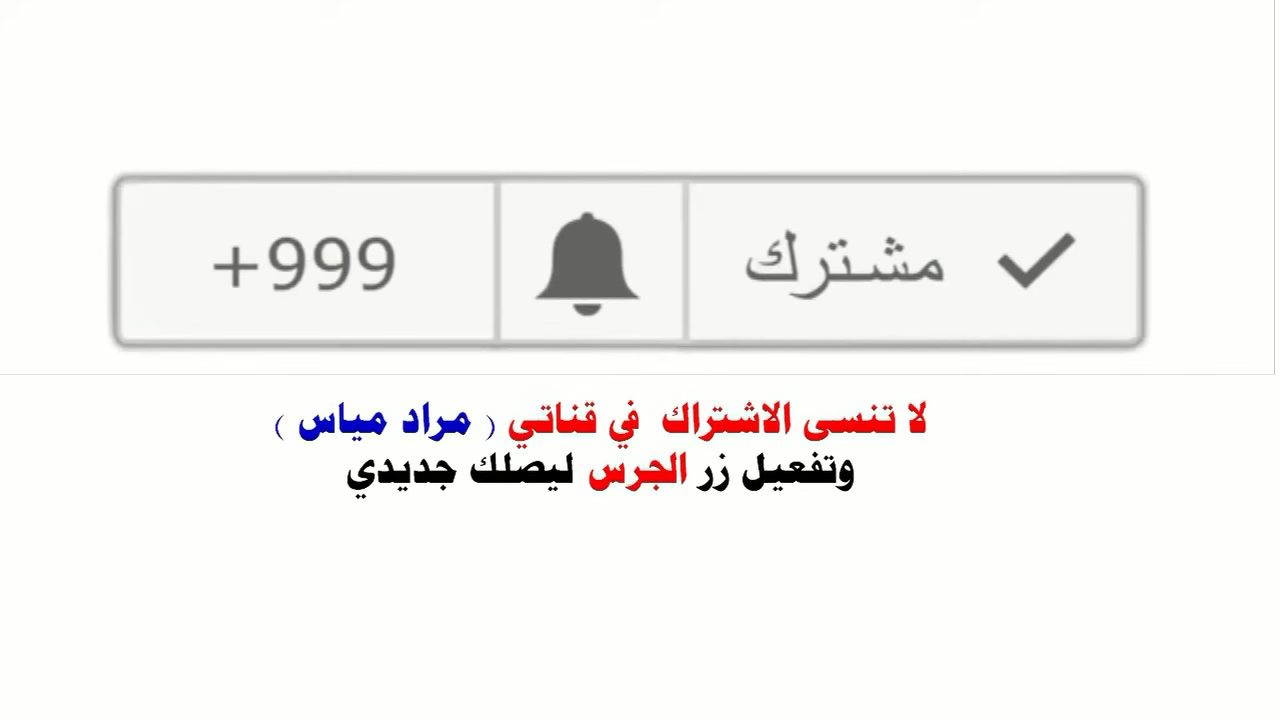 مشترك +999
لا تنسى الاشتراك في قناتي ( مراد مياس )
وتفعيل زر الجرس ليصلك جديدي